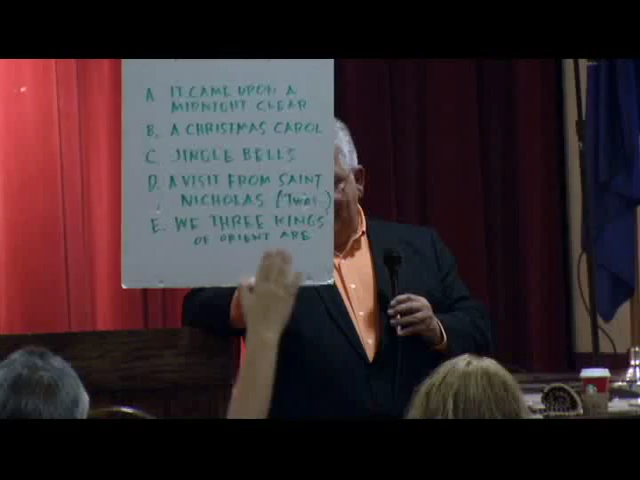 A IT CAME UPON A
MIDNIGHT CLEAR
B. A CHRISTMAS CAROL
C. JINGLE BELLS
D. A VISIT FROM SAINT
NICHOLAS (TWAS..)
E. WE THREE KINGS
OF ORIENT ARE